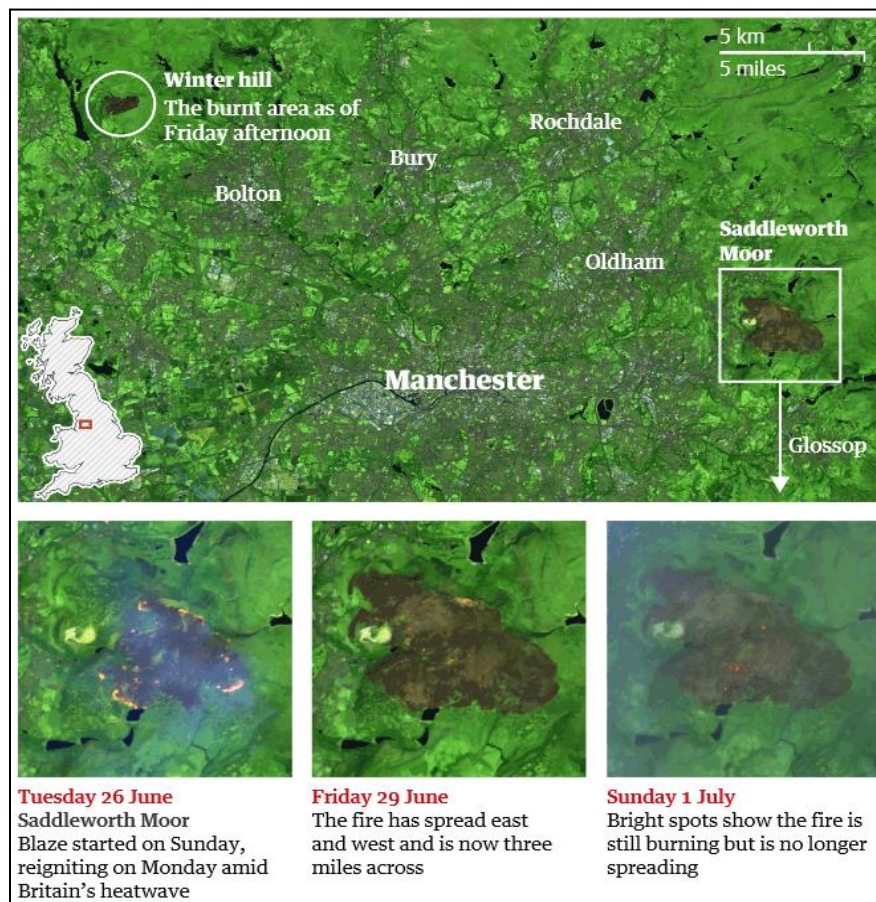 5 km
5 miles
Winter hill
The burnt area as of
Friday afternoon
Rochdale
Bury
Bolton
Saddleworth
Moor
Oldham
Manchester
Glossop
Tuesday 26 June
Saddleworth Moor
Blaze started on Sunday,
reigniting on Monday amid
Britain's heatwave
Friday 29 June
The fire has spread east
and west and is now three
miles across
Sunday 1 July
Bright spots show the fire is
still burning but is no longer
spreading